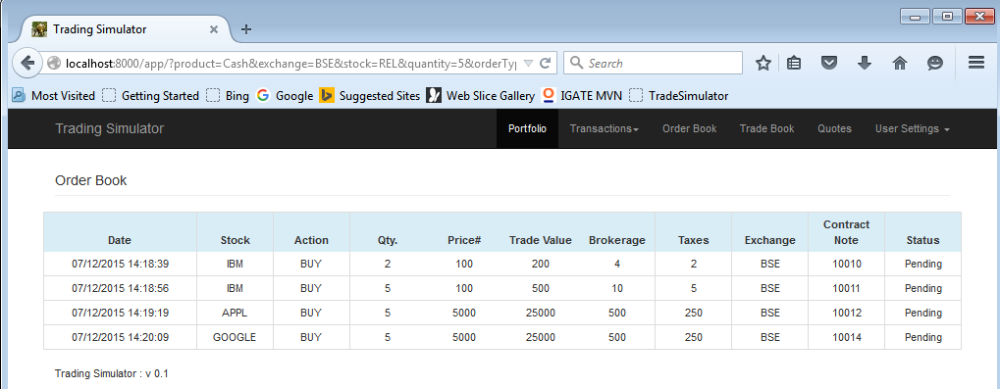 Trading Simulator
localhost:8000/app/?product=Cash&exchange=BSE&stock=REL&quantity=5&orderTyp
Search
Most Visited Getting Started Bing Google Suggested Sites Web Slice Gallery IGATE MVN TradeSimulator
Trading Simulator Portfolio Transactions Order Book Trade Book Quotes User Settings
Order Book
Date Stock Action Qty. Price# Trade Value Brokerage Taxes Exchange Contract Note Status
07/12/2015 14:18:39 IBM BUY 2 100 200 4 2 BSE 10010 Pending
07/12/2015 14:18:56 IBM BUY 5 100 500 10 5 BSE 10011 Pending
07/12/2015 14:19:19 APPL BUY 5 5000 25000 500 250 BSE 10012 Pending
07/12/2015 14:20:09 GOOGLE BUY 5 5000 25000 500 250 BSE 10014 Pending
Trading Simulator : v 0.1